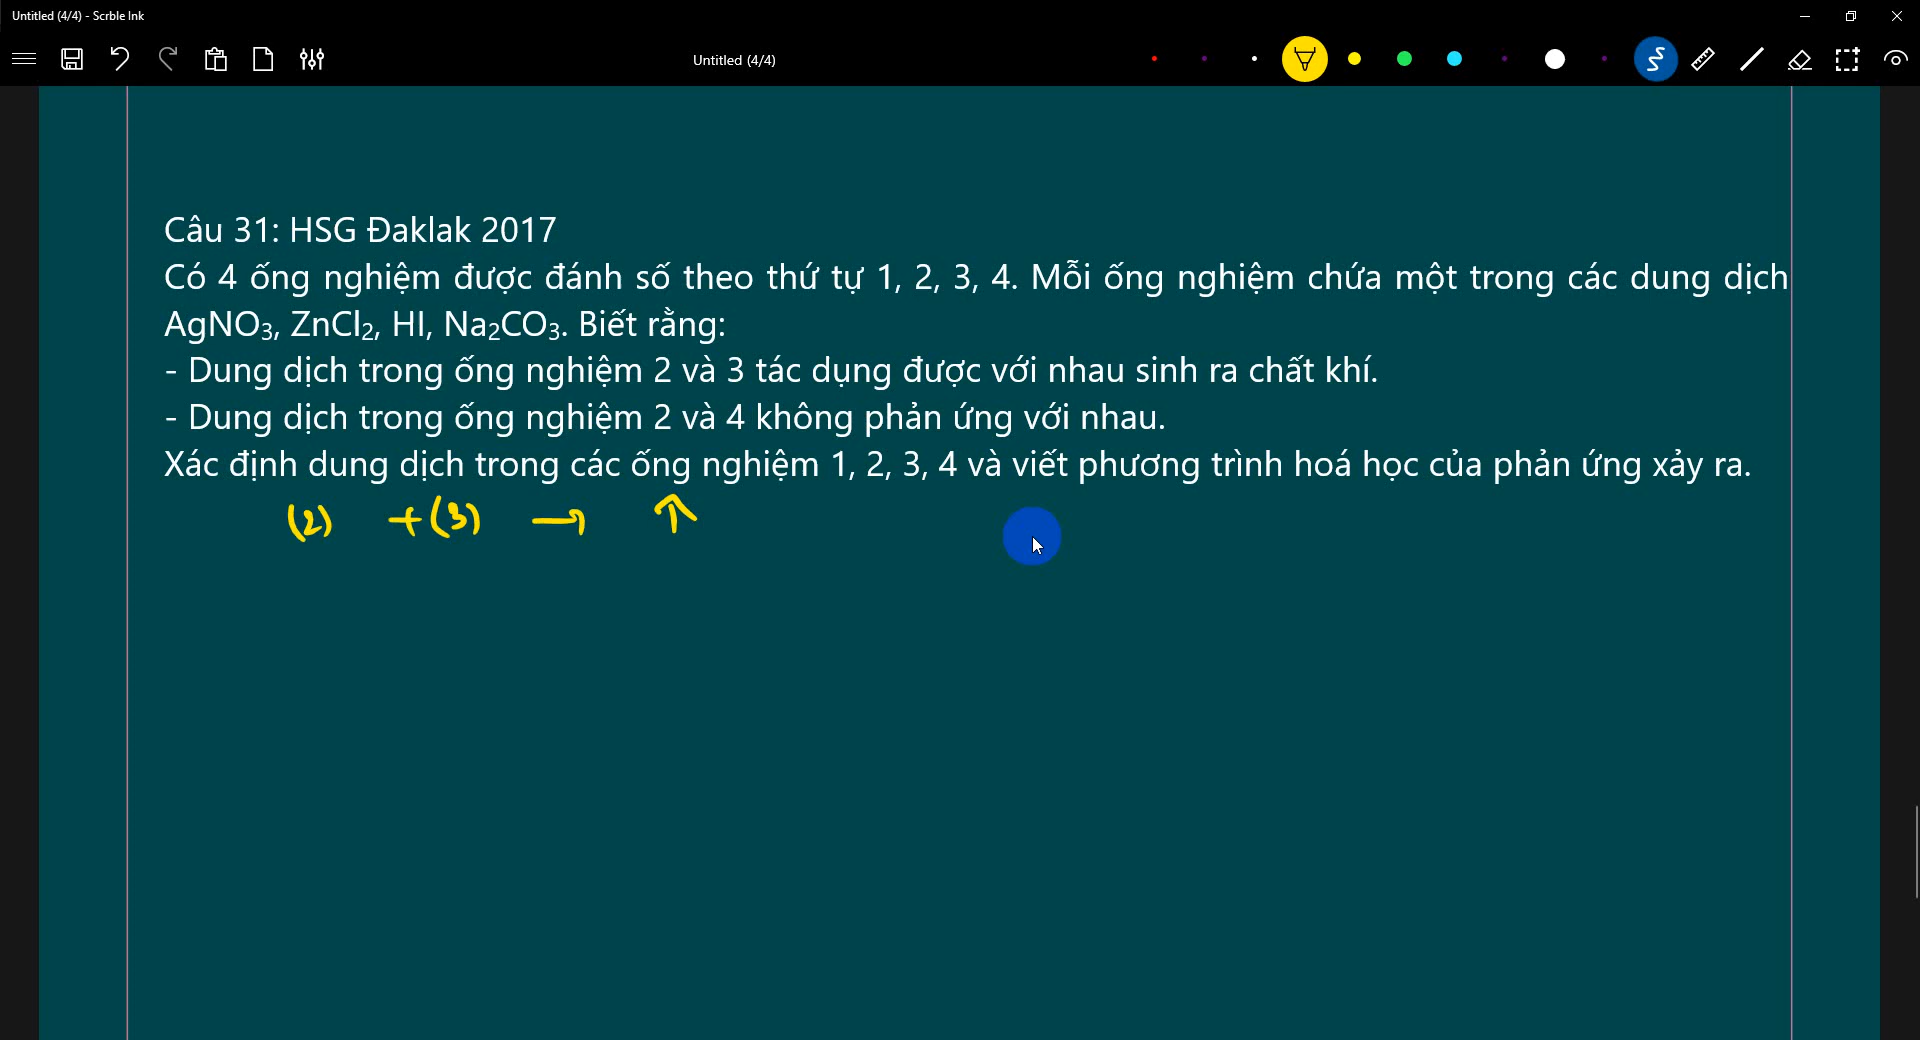 Untitled (4/4) - Scrble Ink
Untitled (4/4)
Câu 31: HSG Đaklak 2017
Có 4 ống nghiệm được đánh số theo thứ tự 1, 2, 3, 4. Mỗi ống nghiệm chứa một trong các dung dịch
AgNO₃, ZnCl₂, HI, Na₂CO₃. Biết rằng:
- Dung dịch trong ống nghiệm 2 và 3 tác dụng được với nhau sinh ra chất khí.
- Dung dịch trong ống nghiệm 2 và 4 không phản ứng với nhau.
Xác định dung dịch trong các ống nghiệm 1, 2, 3, 4 và viết phương trình hoá học của phản ứng xảy ra.
(2) + (3) → ↑